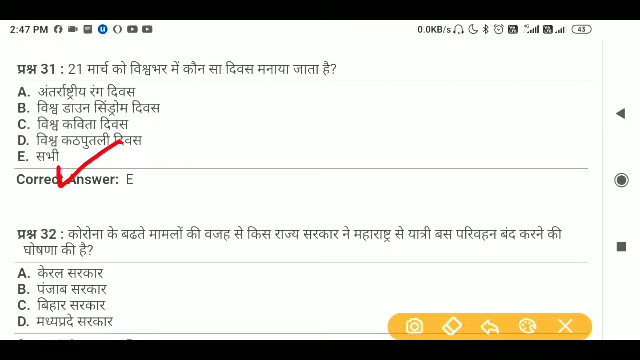 2:47 PM
0.0KB/s 43
प्रश्न 31 : 21 मार्च को विश्वभर में कौन सा दिवस मनाया जाता है?
A. अंतर्राष्ट्रीय रंग दिवस
B. विश्व डाउन सिंड्रोम दिवस
C. विश्व कविता दिवस
D. विश्व कठपुतली दिवस
E. सभी
Correct Answer: E
प्रश्न 32 : कोरोना के बढते मामलों की वजह से किस राज्य सरकार ने महाराष्ट्र से यात्री बस परिवहन बंद करने की
घोषणा की है?
A. केरल सरकार
B. पंजाब सरकार
C. बिहार सरकार
D. मध्यप्रदे सरकार